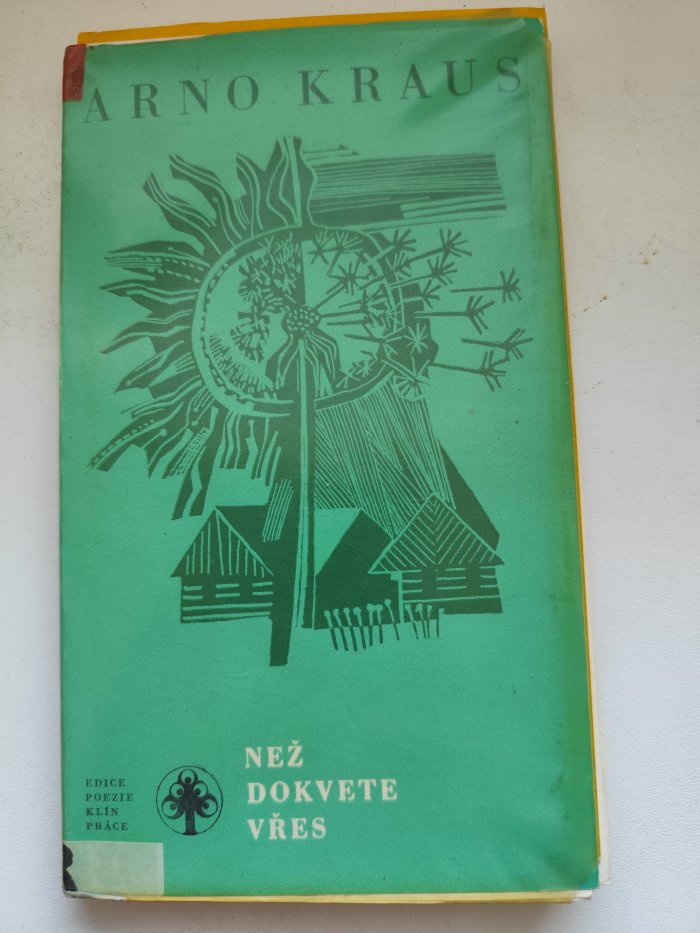 ARNO KRAUS
NEŽ
DOKVETE
VŘES
EDICE
POEZIE
KLÍN
PRÁCE